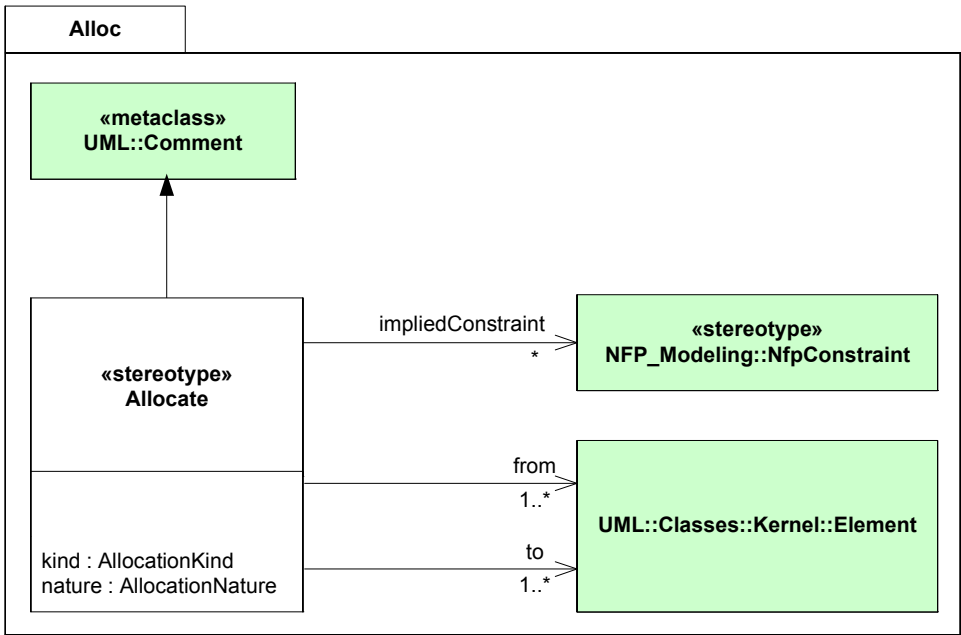 Alloc
«metaclass»
UML::Comment
«stereotype»
Allocate
kind : AllocationKind
nature : AllocationNature
impliedConstraint
*
«stereotype»
NFP_Modeling::NfpConstraint
from
1..*
to
1..*
UML::Classes::Kernel::Element